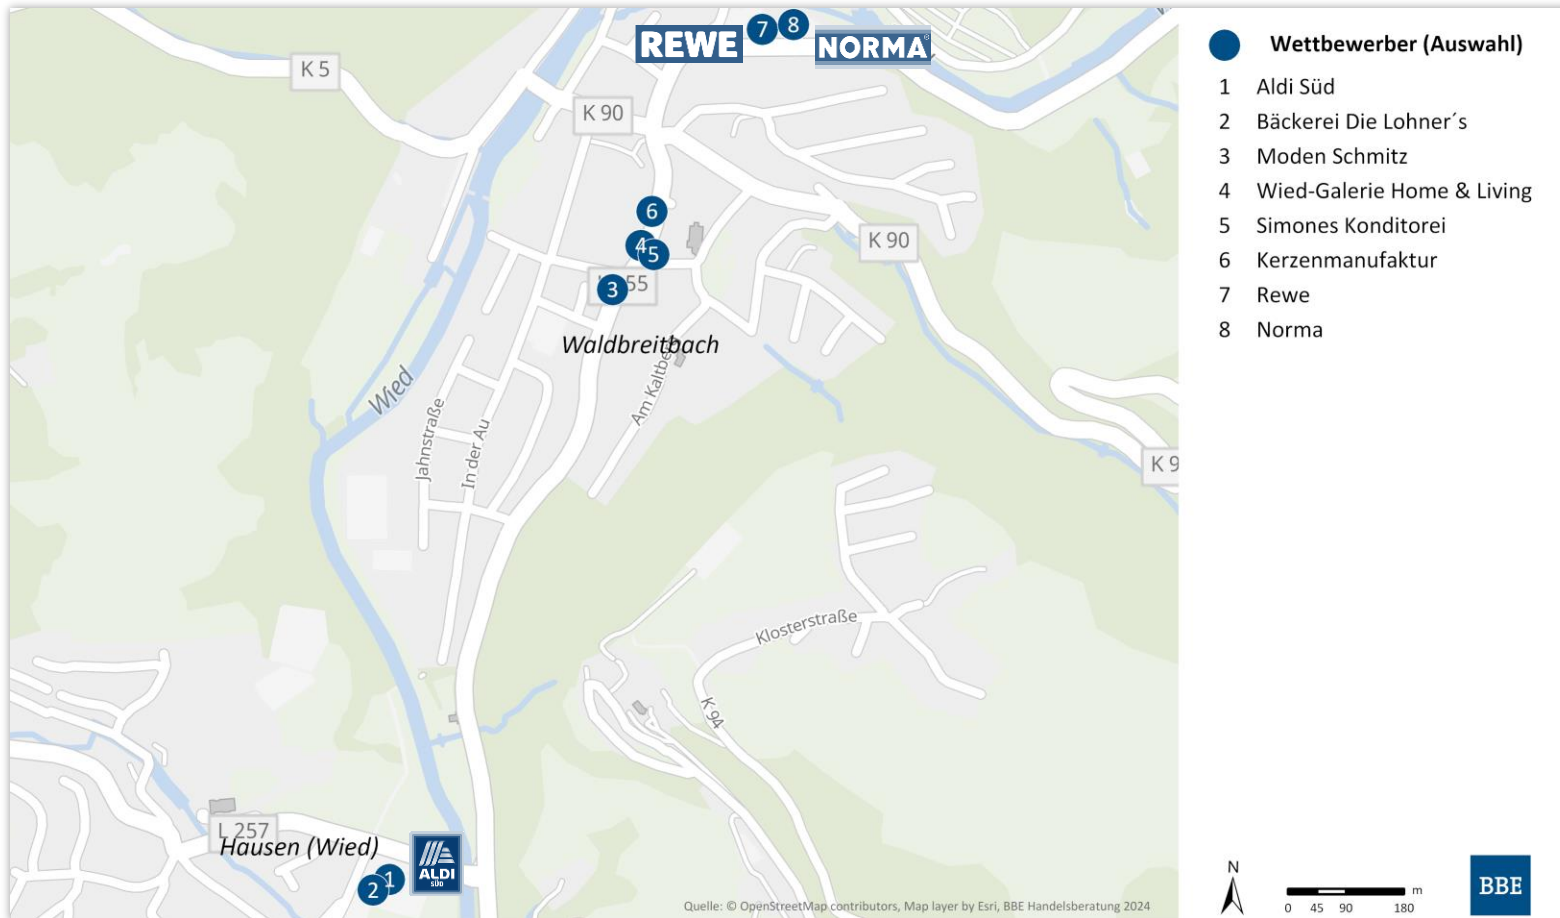 REWE
7
8
NORMA
K 5
K 90
6
4
5
K 90
55
3
Waldbreitbach
Wied
Jahnstraße
In der Au
Am Kaltbe
K 9
Klosterstraße
K 94
L 257
Hausen (Wied)
ALDI
SÜD
1
2
Quelle: © OpenStreetMap contributors, Map layer by Esri, BBE Handelsberatung 2024
Wettbewerber (Auswahl)
1 Aldi Süd
2 Bäckerei Die Lohner´s
3 Moden Schmitz
4 Wied-Galerie Home & Living
5 Simones Konditorei
6 Kerzenmanufaktur
7 Rewe
8 Norma
N
m
0 45 90 180
BBE